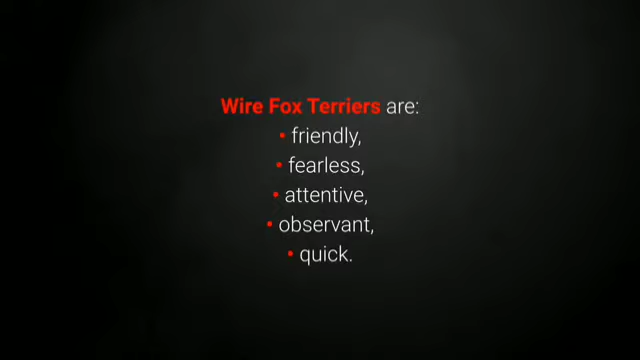 Wire Fox Terriers are:
• friendly,
• fearless,
• attentive,
• observant,
• quick.